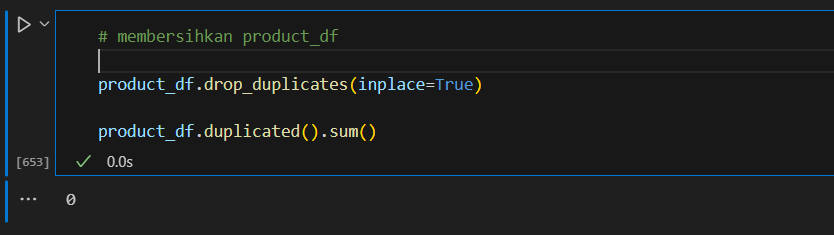 # membersihkan product_df
product_df.drop_duplicates(inplace=True)
product_df.duplicated().sum()
[653]
0.0s
0